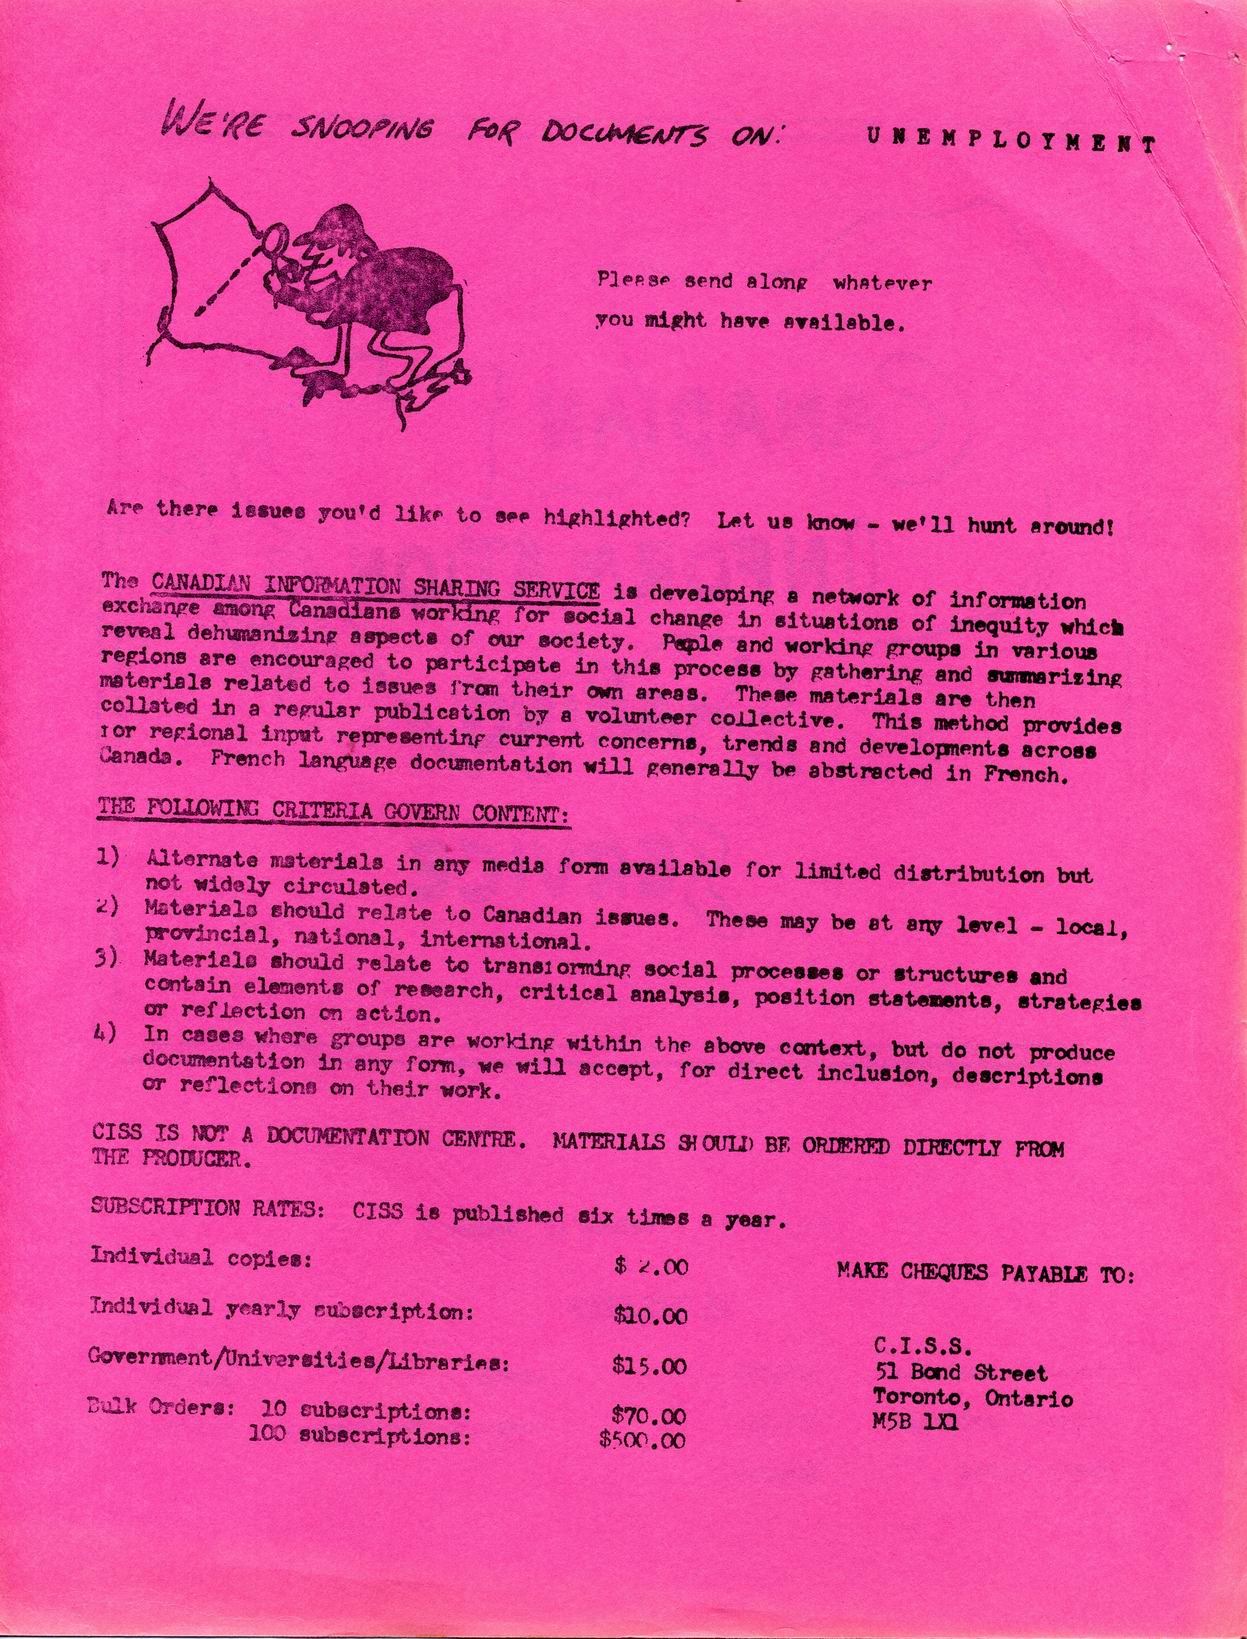 WE'RE SNOOPING FOR DOCUMENTS ON: UNEMPLOYMENT
Please send along whatever
you might have available.
Are there issues you'd like to see highlighted? Let us know - we'll hunt around!
The CANADIAN INFORMATION SHARING SERVICE is developing a network of information
exchange among Canadians working for social change in situations of inequity which
reveal dehumanizing aspects of our society. People and working groups in various
regions are encouraged to participate in this process by gathering and summarizing
materials related to issues from their own areas. These materials are then
collated in a regular publication by a volunteer collective. This method provides
for regional input representing current concerns, trends and developments across
Canada. French language documentation will generally be abstracted in French.
THE FOLLOWING CRITERIA GOVERN CONTENT:
1) Alternate materials in any media form available for limited distribution but
not widely circulated.
2) Materials should relate to Canadian issues. These may be at any level - local,
provincial, national, international.
3) Materials should relate to transforming social processes or structures and
contain elements of research, critical analysis, position statements, strategies
or reflection on action.
4) In cases where groups are working within the above context, but do not produce
documentation in any form, we will accept, for direct inclusion, descriptions
or reflections on their work.
CISS IS NOT A DOCUMENTATION CENTRE. MATERIALS SHOULD BE ORDERED DIRECTLY FROM
THE PRODUCER.
SUBSCRIPTION RATES: CISS is published six times a year.
Individual copies: $ 2.00
Individual yearly subscription: $10.00
Government/Universities/Libraries: $15.00
Bulk Orders: 10 subscriptions: $70.00
100 subscriptions: $500.00
MAKE CHEQUES PAYABLE TO:
C.I.S.S.
51 Bond Street
Toronto, Ontario
M5B 1X1